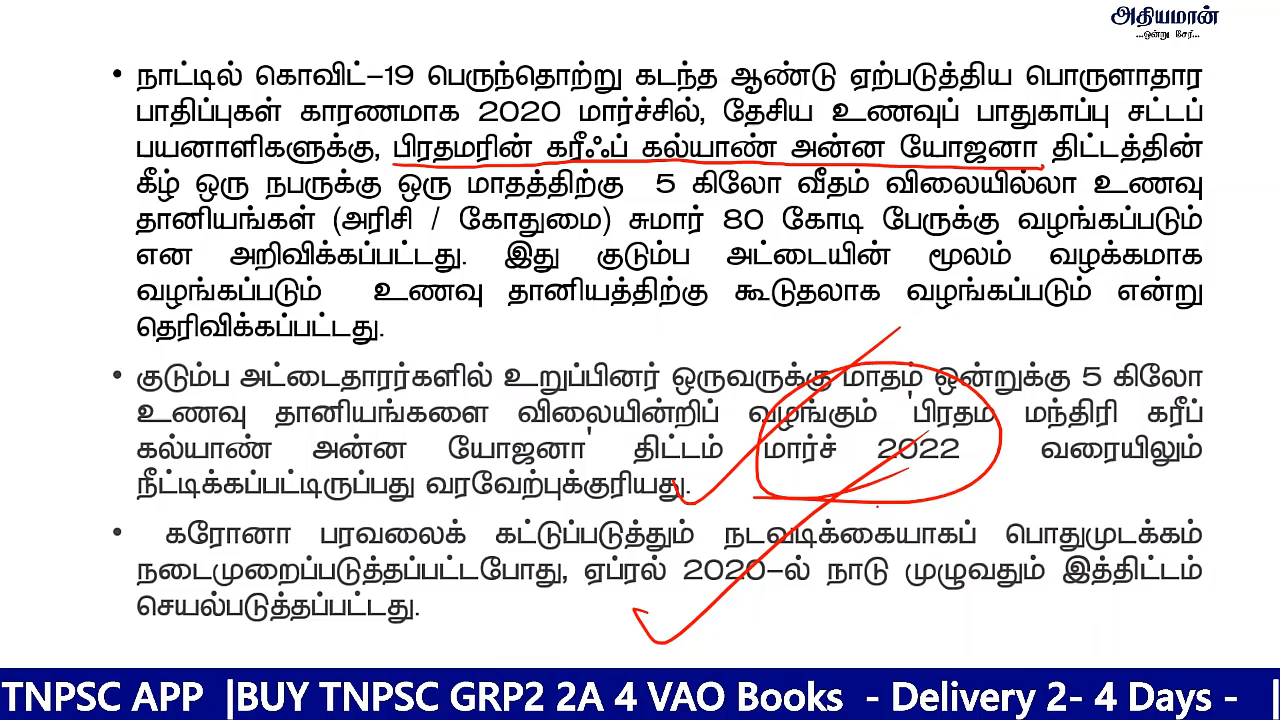 அதியமான்
...ஒன்று சேர்...
• நாட்டில் கொவிட்–19 பெருந்தொற்று கடந்த ஆண்டு ஏற்படுத்திய பொருளாதார
பாதிப்புகள் காரணமாக 2020 மார்ச்சில், தேசிய உணவுப் பாதுகாப்பு சட்டப்
பயனாளிகளுக்கு, பிரதமரின் கரீஃப் கல்யாண் அன்ன யோஜனா திட்டத்தின்
கீழ் ஒரு நபருக்கு ஒரு மாதத்திற்கு 5 கிலோ வீதம் விலையில்லா உணவு
தானியங்கள் (அரிசி / கோதுமை) சுமார் 80 கோடி பேருக்கு வழங்கப்படும்
என அறிவிக்கப்பட்டது. இது குடும்ப அட்டையின் மூலம் வழக்கமாக
வழங்கப்படும் உணவு தானியத்திற்கு கூடுதலாக வழங்கப்படும் என்று
தெரிவிக்கப்பட்டது.
• குடும்ப அட்டைதாரர்களில் உறுப்பினர் ஒருவருக்கு மாதம் ஒன்றுக்கு 5 கிலோ
உணவு தானியங்களை விலையின்றிப் வழங்கும் 'பிரதம மந்திரி கரீப்
கல்யாண் அன்ன யோஜனா' திட்டம் மார்ச் 2022 வரையிலும்
நீட்டிக்கப்பட்டிருப்பது வரவேற்புக்குரியது.
• கரோனா பரவலைக் கட்டுப்படுத்தும் நடவடிக்கையாகப் பொதுமுடக்கம்
நடைமுறைப்படுத்தப்பட்டபோது, ஏப்ரல் 2020–ல் நாடு முழுவதும் இத்திட்டம்
செயல்படுத்தப்பட்டது.
TNPSC APP |BUY TNPSC GRP2 2A 4 VAO Books - Delivery 2- 4 Days - |